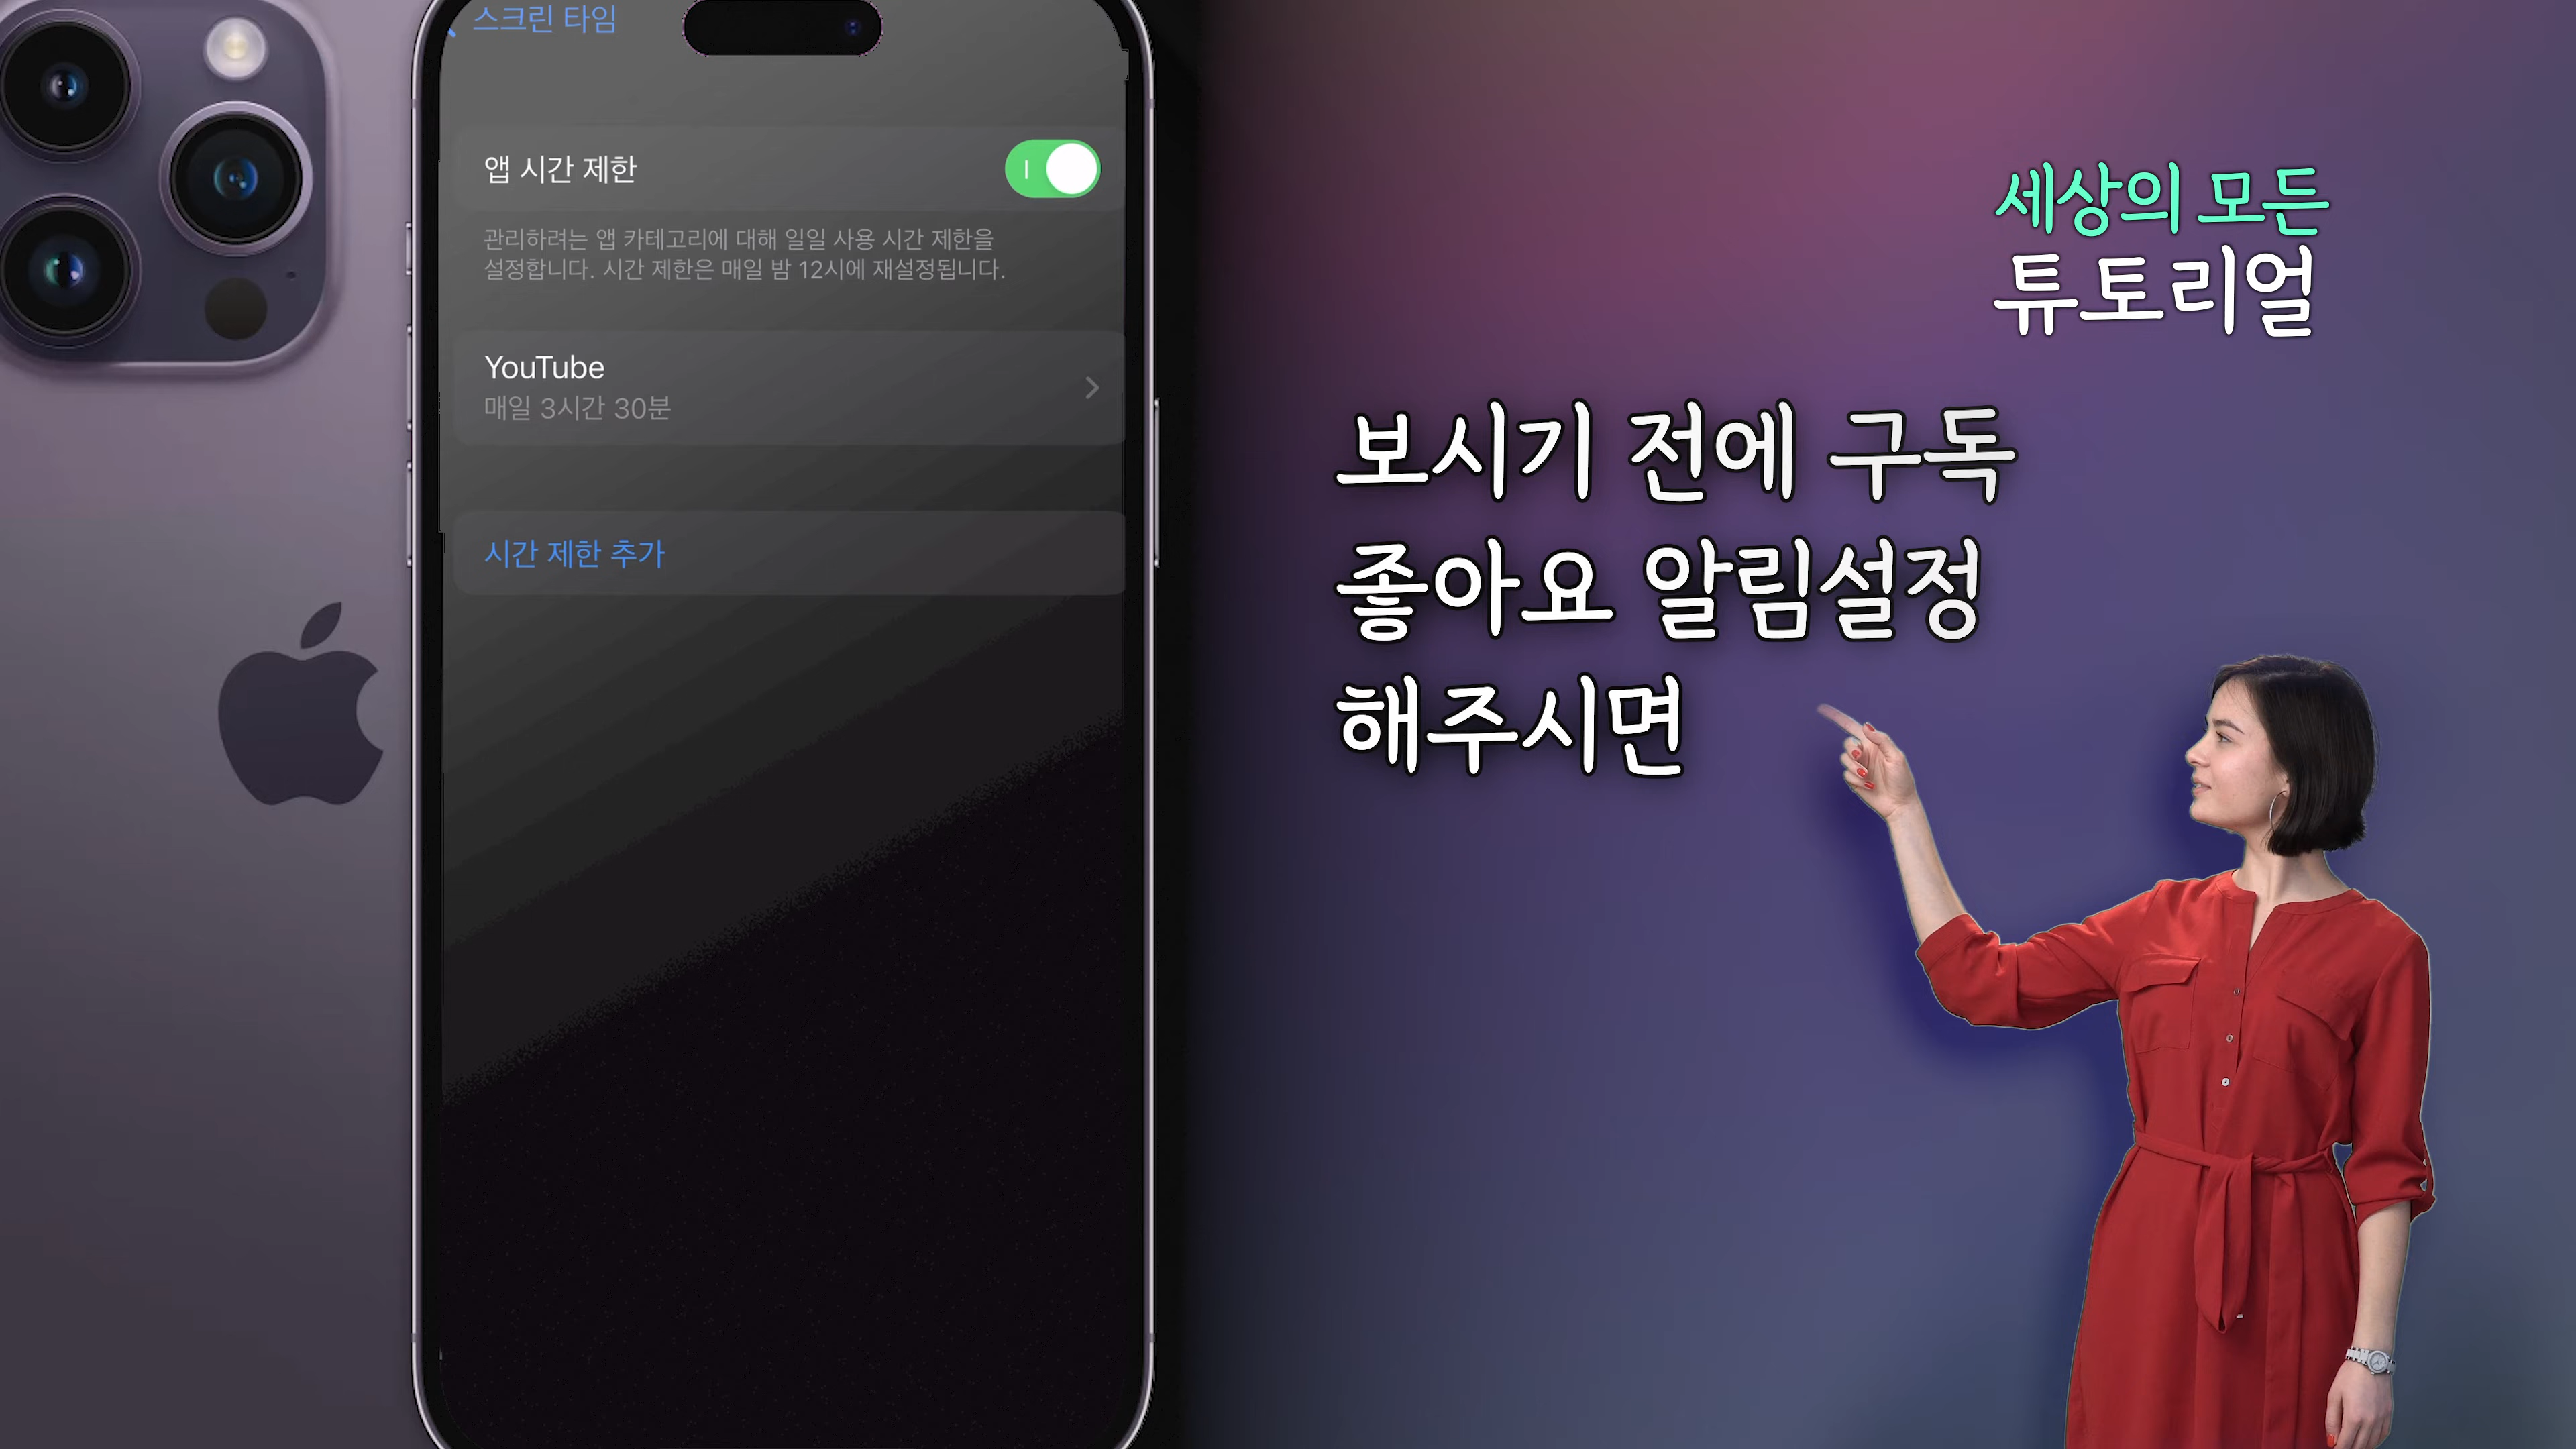 스크린 타임
앱 시간 제한
관리하려는 앱 카테고리에 대해 일일 사용 시간 제한을
설정합니다. 시간 제한은 매일 밤 12시에 재설정됩니다.
YouTube
매일 3시간 30분
시간 제한 추가
세상의 모든
튜토리얼
보시기 전에 구독
좋아요 알림설정
해주시면